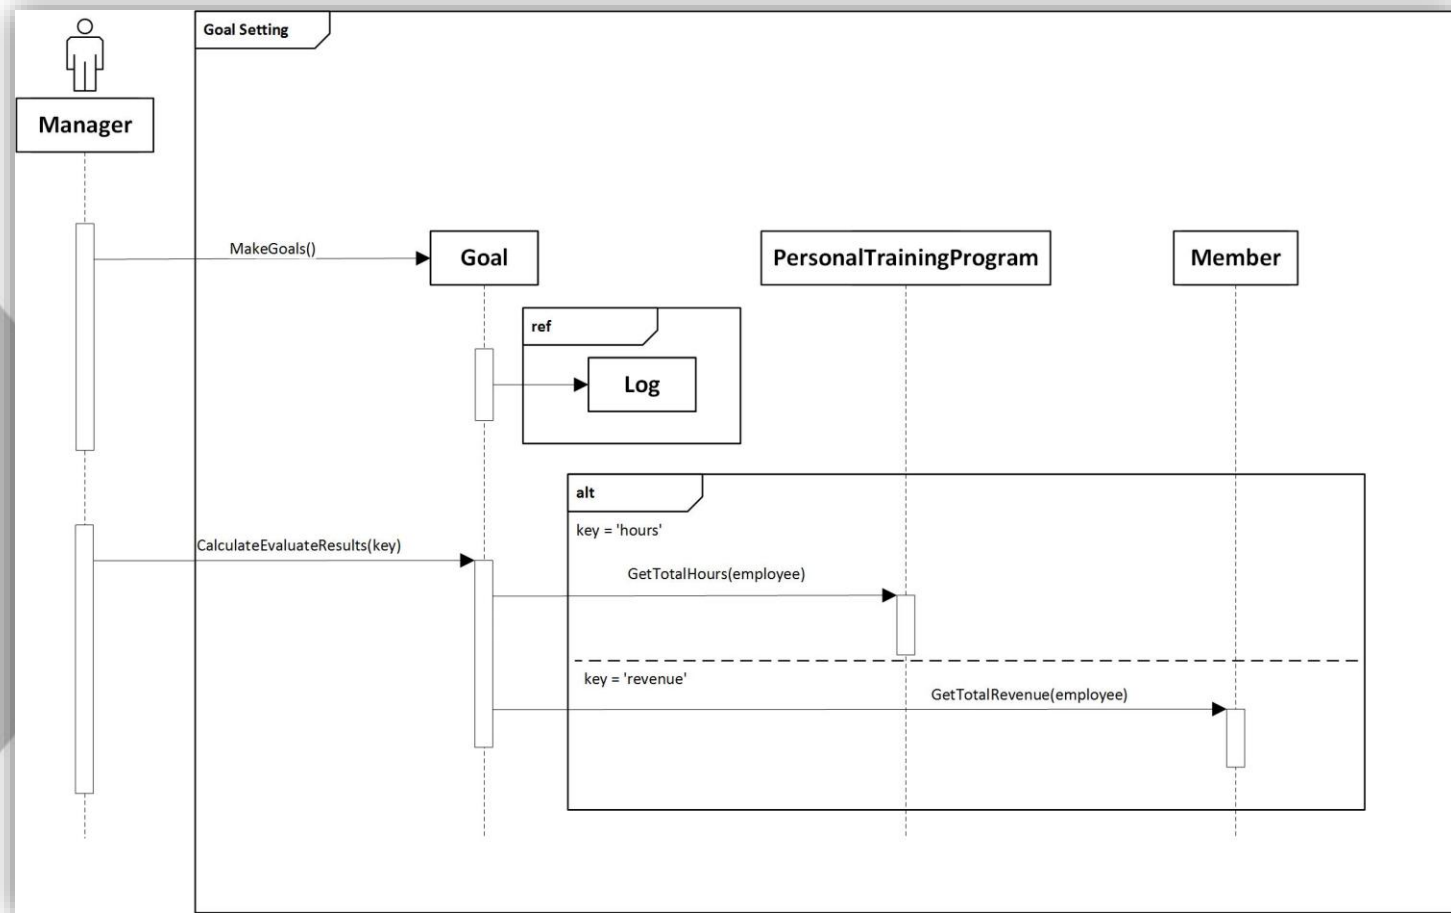 Goal Setting
Manager
MakeGoals()
Goal
PersonalTrainingProgram
Member
ref
Log
alt
key = 'hours'
CalculateEvaluateResults(key)
GetTotalHours(employee)
key = 'revenue'
GetTotalRevenue(employee)